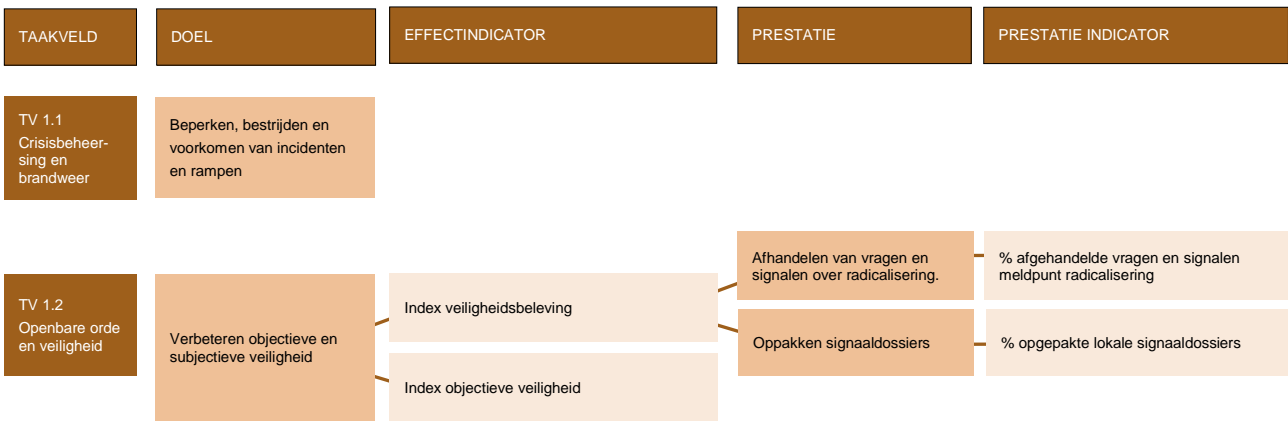 TAAKVELD
DOEL
EFFECTINDICATOR
PRESTATIE
PRESTATIE INDICATOR
TV 1.1
Crisisbeheer-
sing en
brandweer
Beperken, bestrijden en
voorkomen van incidenten
en rampen
TV 1.2
Openbare orde
en veiligheid
Verbeteren objectieve en
subjectieve veiligheid
Index veiligheidsbeleving
Index objectieve veiligheid
Afhandelen van vragen en
signalen over radicalisering.
% afgehandelde vragen en signalen
meldpunt radicalisering
Oppakken signaaldossiers
% opgepakte lokale signaaldossiers